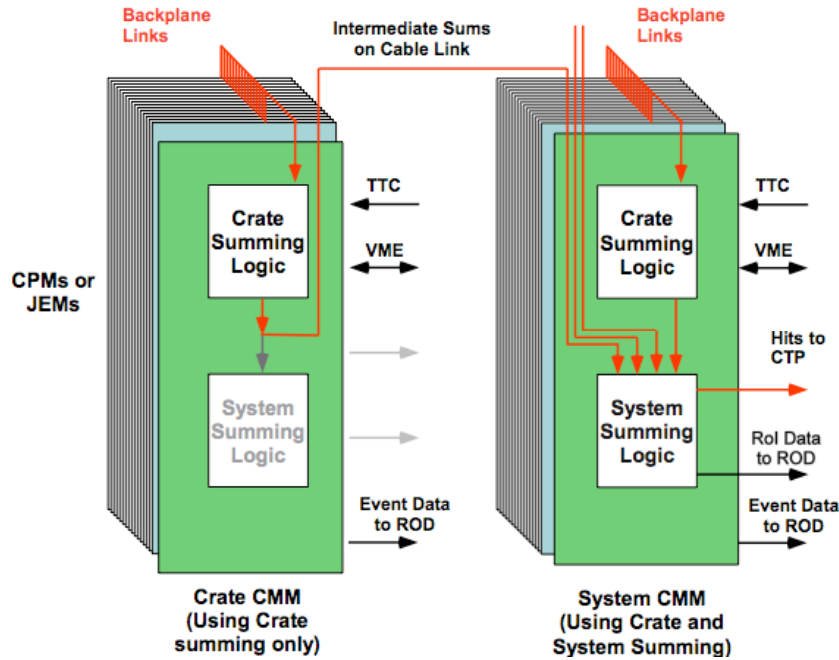 Backplane
Links
Intermediate Sums
on Cable Link
Backplane
Links
CPMs or
JEMs
Crate
Summing
Logic
System
Summing
Logic
TTC
VME
Event Data
to ROD
Crate CMM
(Using Crate
summing only)
Crate
Summing
Logic
System
Summing
Logic
TTC
VME
Hits to
CTP
RoI Data
to ROD
Event Data
to ROD
System CMM
(Using Crate and
System Summing)